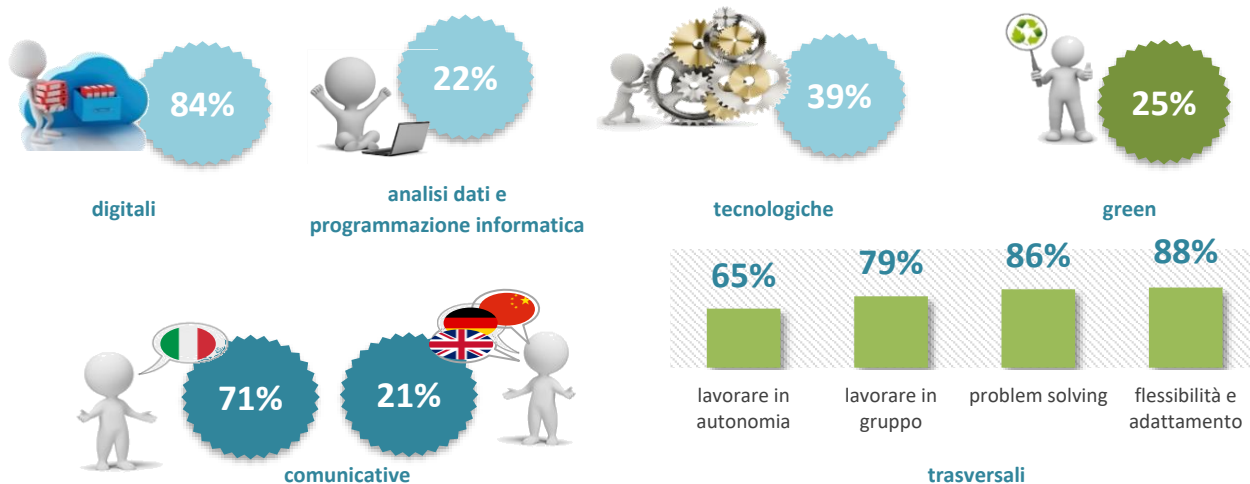 84%
22%
39%
25%
digitali
analisi dati e
programmazione informatica
tecnologiche
green
71%
21%
comunicative
65%
79%
86%
88%
lavorare in
autonomia
lavorare in
gruppo
problem solving
flessibilità e
adattamento
trasversali